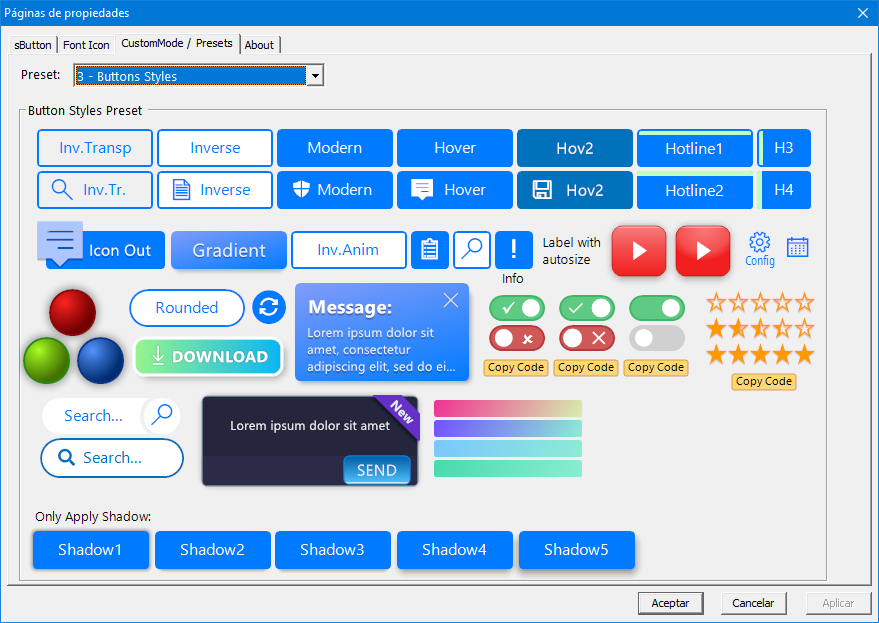 Páginas de propiedades
sButton
Font Icon
CustomMode / Presets
About
Preset:
3 - Buttons Styles
Button Styles Preset
Inv.Transp
Inverse
Modern
Hover
Hov2
Hotline1
H3
Inv.Tr.
Inverse
Modern
Hover
Hov2
Hotline2
H4
Icon Out
Gradient
Inv.Anim
!
Info
Label with
autosize
Config
Rounded
Message:
Lorem ipsum dolor sit
amet, consectetur
adipiscing elit, sed do ei...
DOWNLOAD
Copy Code
Copy Code
Copy Code
Copy Code
Search...
Search...
Lorem ipsum dolor sit amet
New
SEND
Only Apply Shadow:
Shadow1
Shadow2
Shadow3
Shadow4
Shadow5
Aceptar
Cancelar
Aplicar